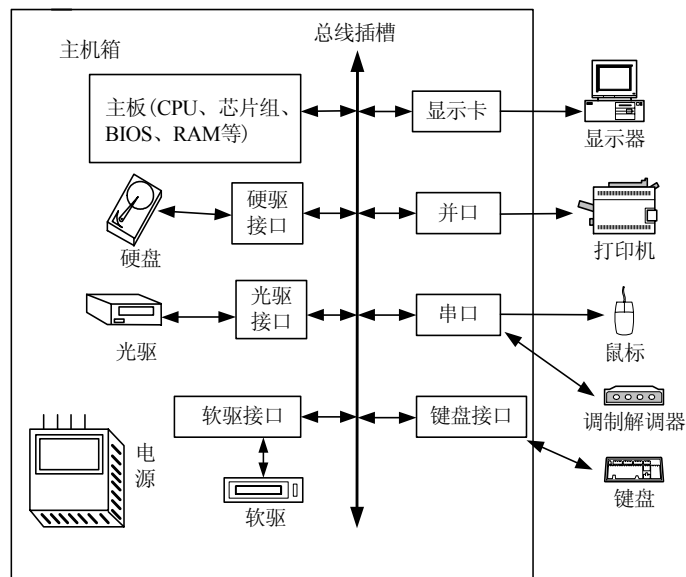 总线插槽
主机箱
主板(CPU、芯片组、
BIOS、RAM等)
显示卡
显示器
硬驱
接口
并口
硬盘
打印机
光驱
接口
串口
光驱
鼠标
软驱接口
键盘接口
调制解调器
电
源
软驱
键盘